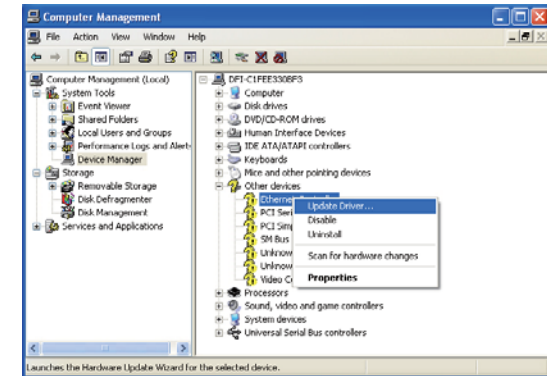 Computer Management
File Action View Window Help
Computer Management (Local)
System Tools
Event Viewer
Shared Folders
Local Users and Groups
Performance Logs and Alerts
Device Manager
Storage
Removable Storage
Disk Defragmenter
Disk Management
Services and Applications
DFI-C1FEE330BF3
Computer
Disk drives
DVD/CD-ROM drives
Human Interface Devices
IDE ATA/ATAPI controllers
Keyboards
Mice and other pointing devices
Other devices
Ethernet
PCI Seri
PCI Sim
SM Bus
Unknow
Unknow
Video C
Processors
Sound, video and game controllers
System devices
Universal Serial Bus controllers
Update Driver...
Disable
Uninstall
Scan for hardware changes
Properties
Launches the Hardware Update Wizard for the selected device.